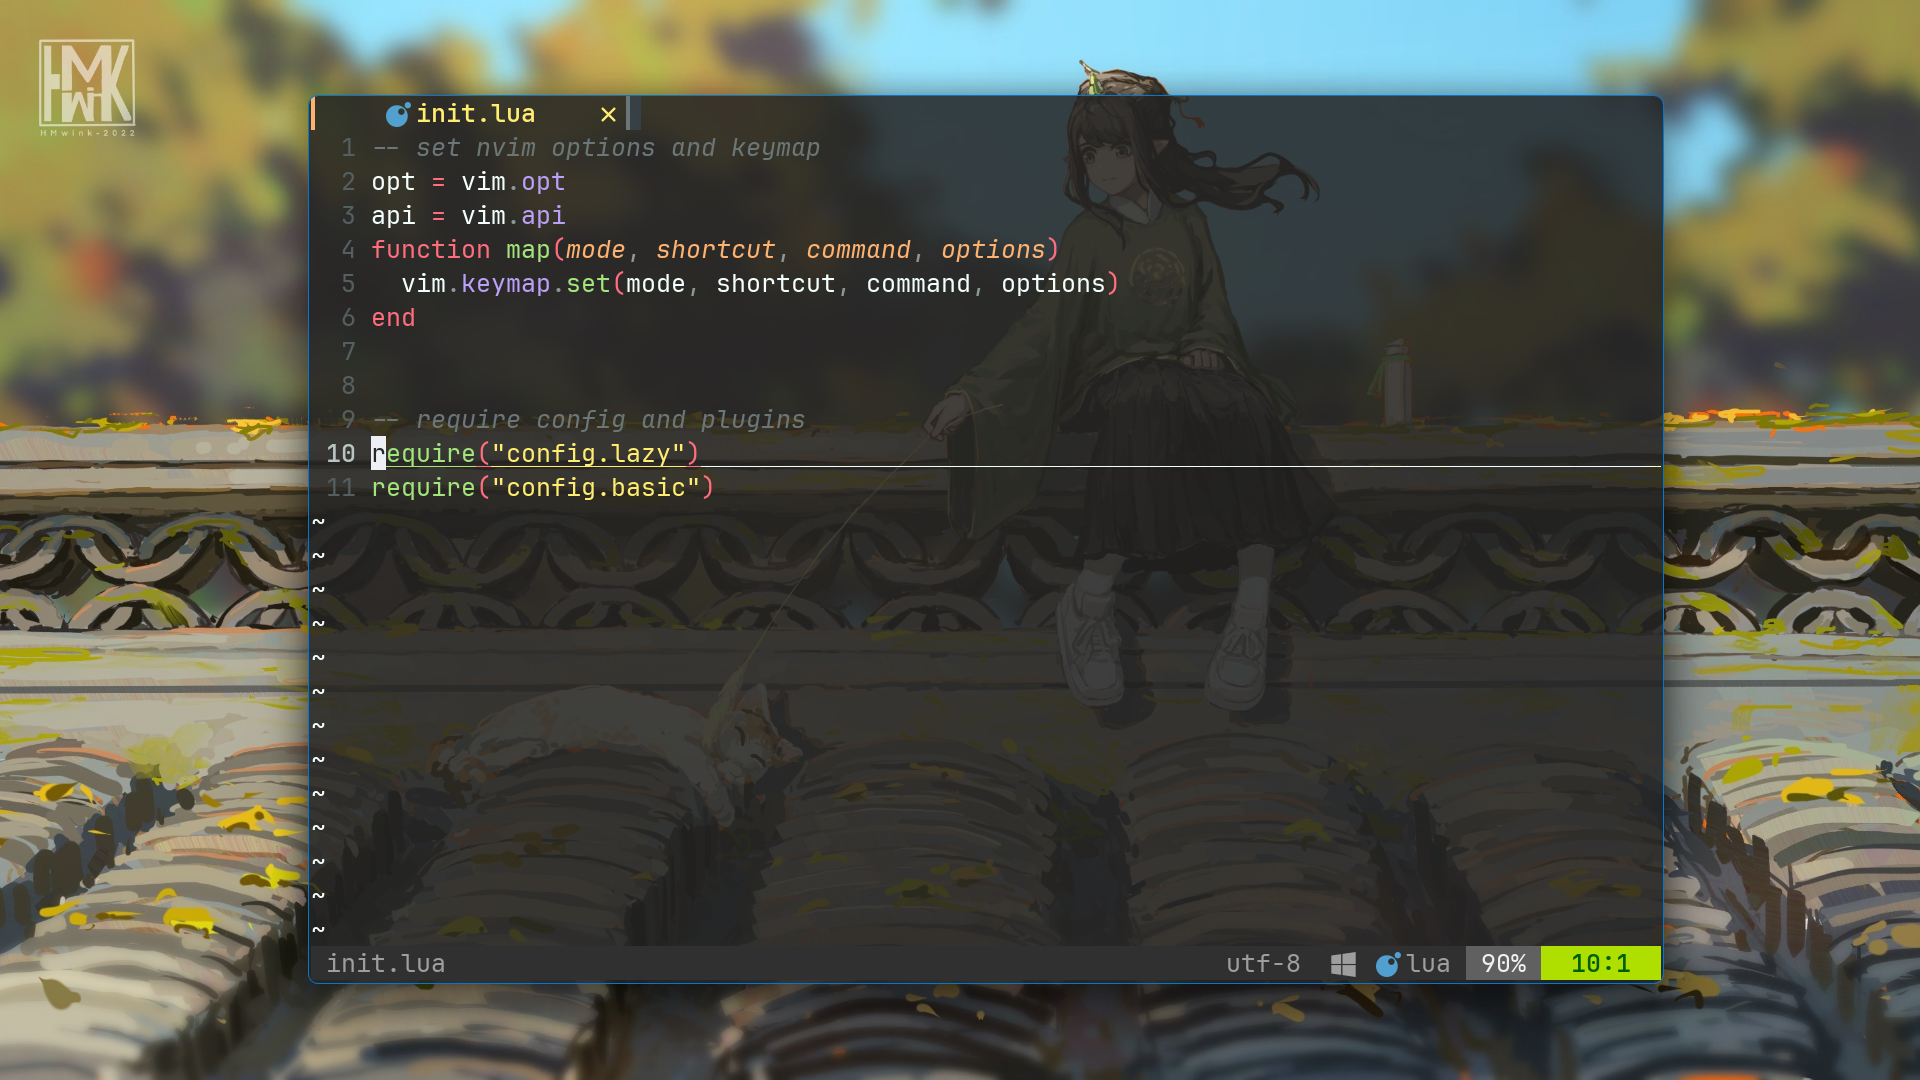 HMWiNK
HMwink-2022
init.lua ×
1 -- set nvim options and keymap
2 opt = vim.opt
3 api = vim.api
4 function map(mode, shortcut, command, options)
5   vim.keymap.set(mode, shortcut, command, options)
6 end
7
8
9 -- require config and plugins
10 require("config.lazy")
11 require("config.basic")
~
~
~
~
~
~
~
~
~
~
~
~
~
init.lua utf-8 lua 90% 10:1